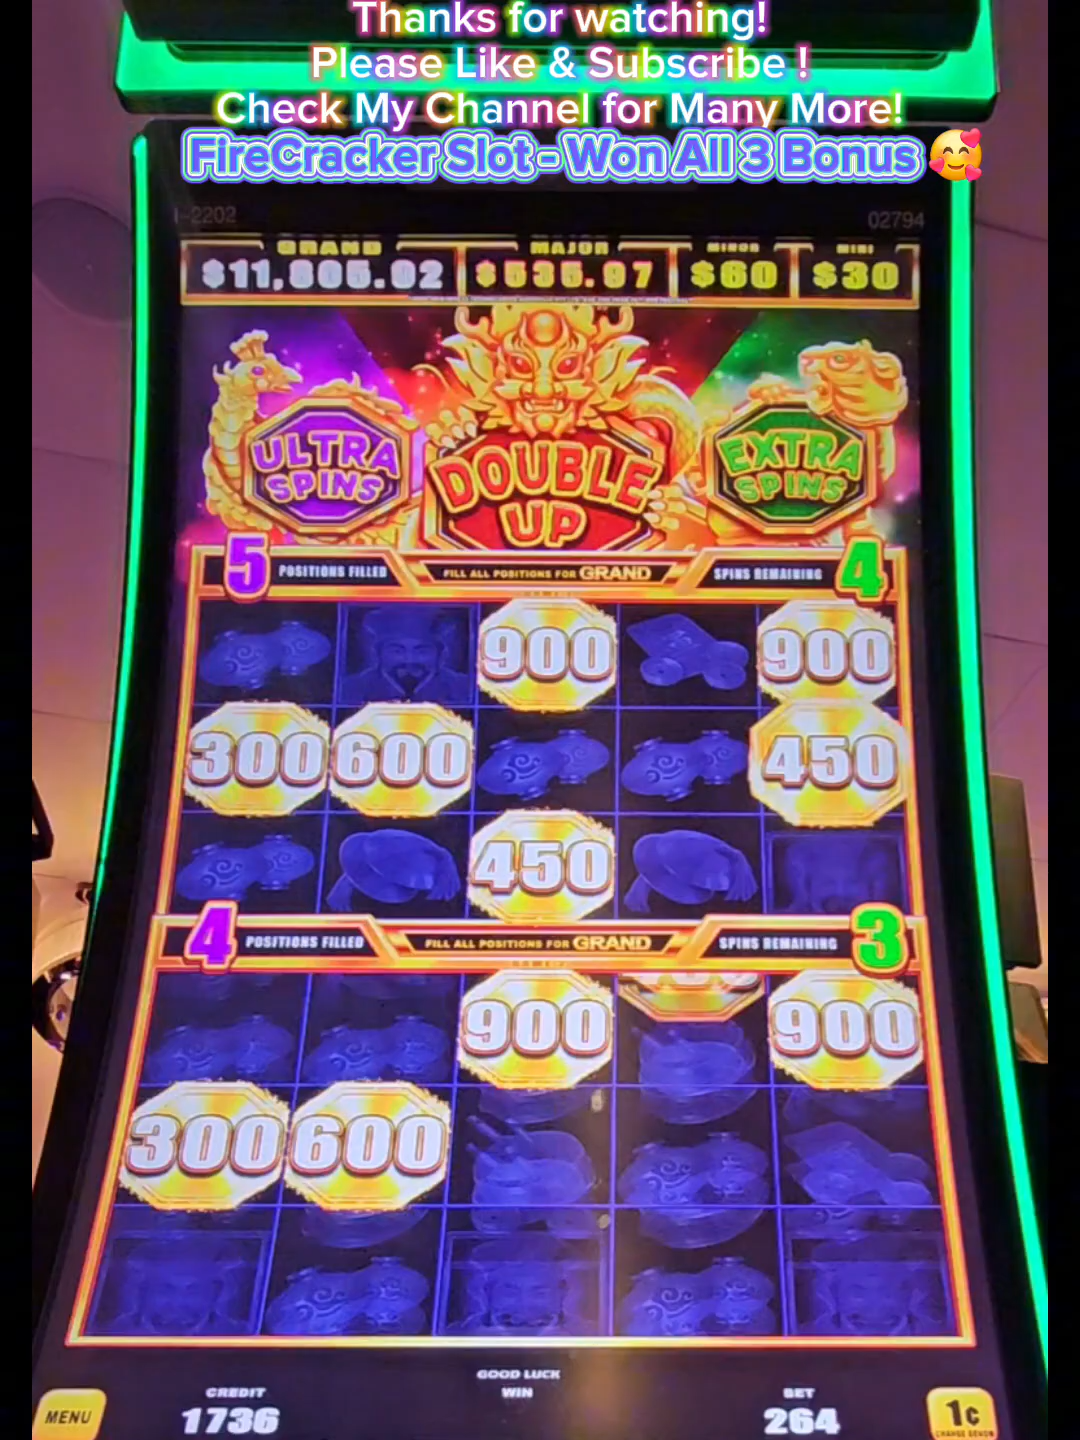 Thanks for watching!
Please Like & Subscribe !
Check My Channel for Many More!
FireCracker Slot - Won All 3 Bonus 🥰
I-2202 02794
GRAND MAJOR MINOR MINI
$11,805.02 $535.97 $60 $30
ULTRA SPINS
DOUBLE UP
EXTRA SPINS
5 POSITIONS FILLED FILL ALL POSITIONS FOR GRAND SPINS REMAINING 4
900 900
300 600 450
450
4 POSITIONS FILLED FILL ALL POSITIONS FOR GRAND SPINS REMAINING 3
900 900
300 600
GOOD LUCK
CREDIT WIN BET
MENU 1736 264 1¢
CHANGE DENOM